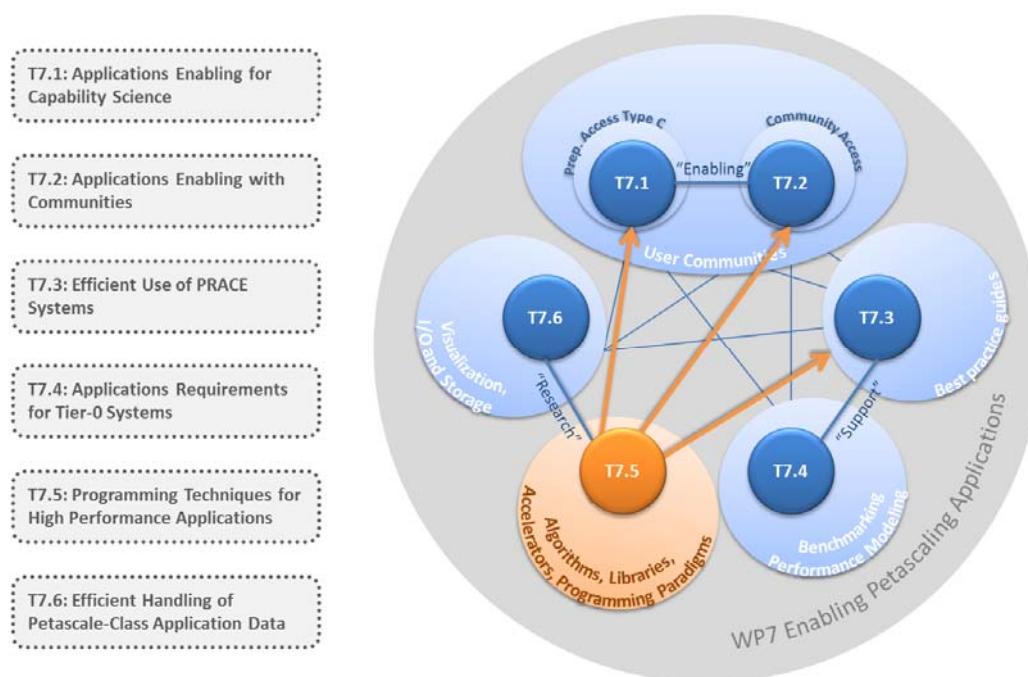 T7.1: Applications Enabling for
Capability Science
T7.2: Applications Enabling with
Communities
T7.3: Efficient Use of PRACE
Systems
T7.4: Applications Requirements
for Tier-0 Systems
T7.5: Programming Techniques for
High Performance Applications
T7.6: Efficient Handling of
Petascale-Class Application Data
Prep. Access Type C
Community Access
T7.1
"Enabling"
T7.2
User Communities
T7.6
Visualization,
I/O and Storage
T7.3
Best practice guides
"Research"
"Support"
T7.5
Algorithms, Libraries,
Accelerators, Programming Paradigms
T7.4
Benchmarking
Performance Modeling
WP7 Enabling Petascaling Applications